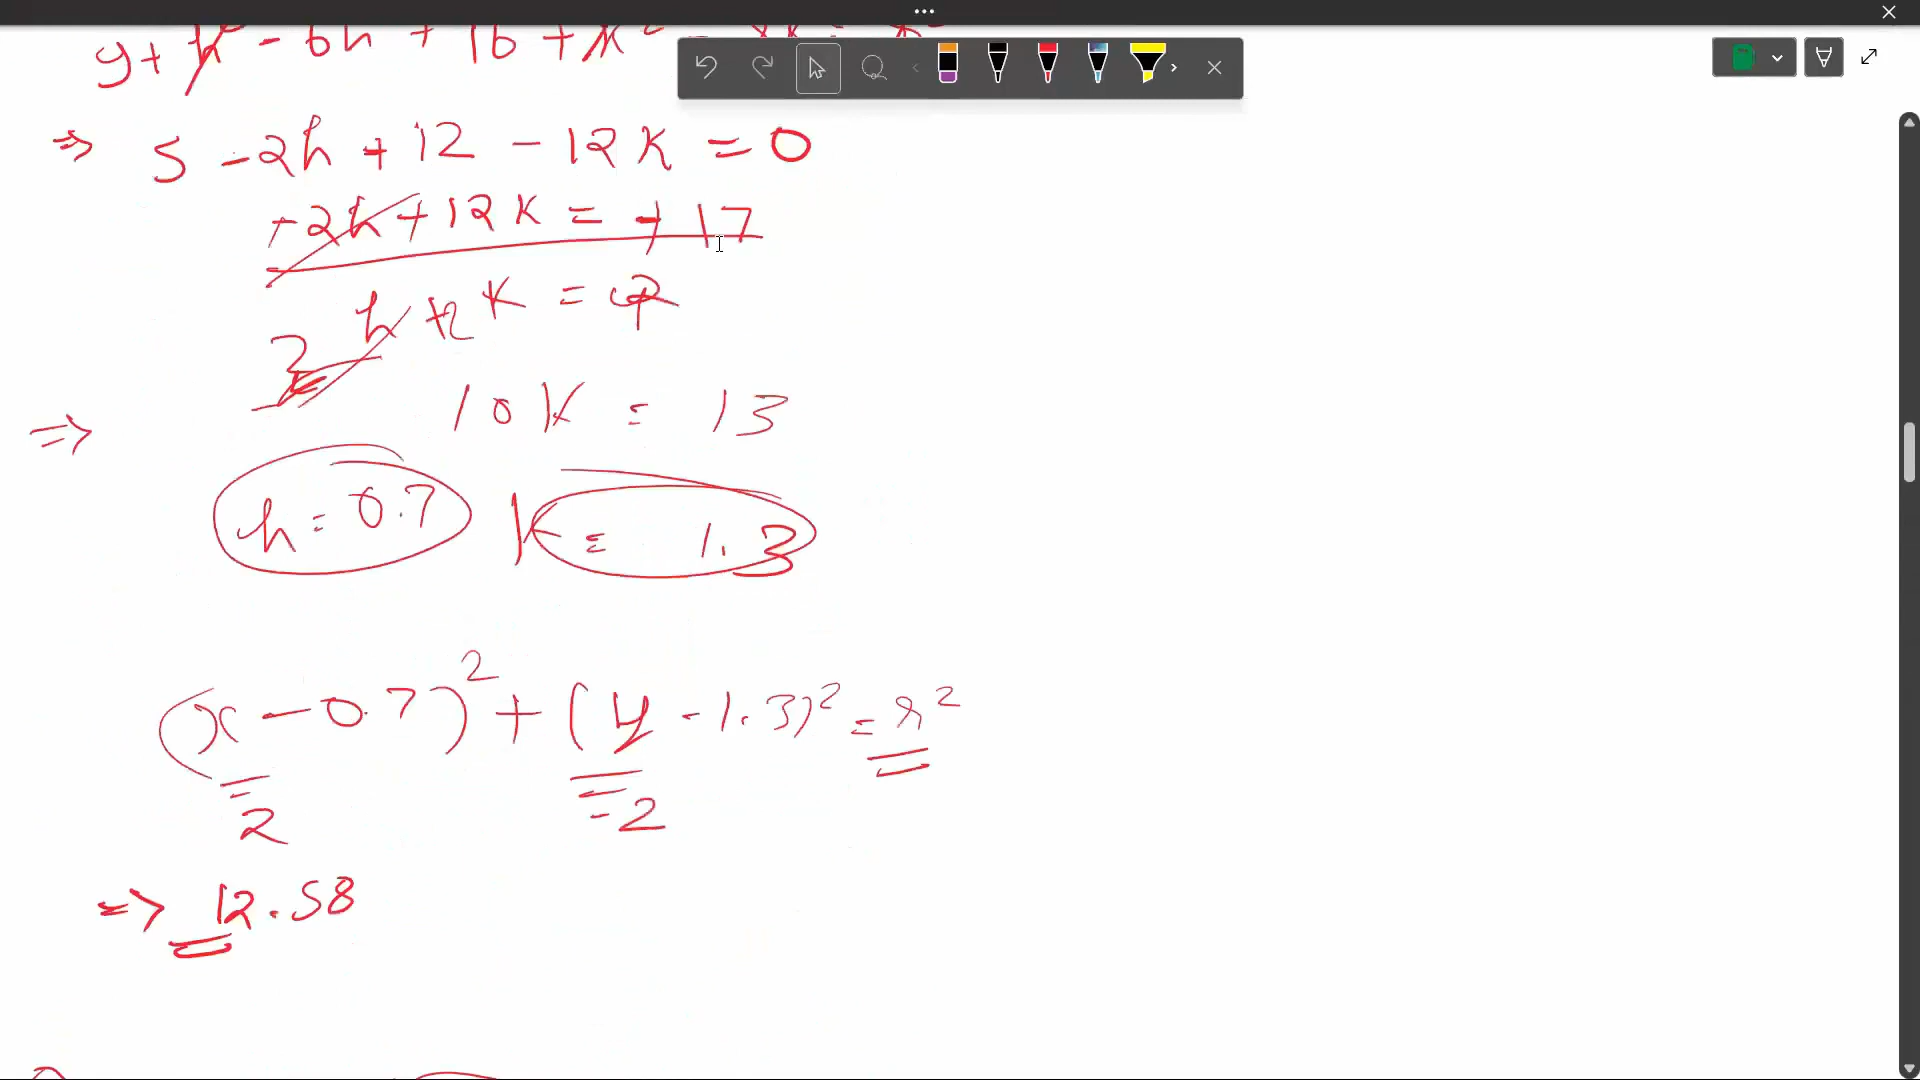 ⇒ 5 - 2h + 12 - 12k = 0
+ 2h + 12k = + 17
10k = 13
⇒
h = 0.7 k = 1.3
(x - 0.7)² + (y - 1.3)² = r²
2 -2
⇒ 12.58